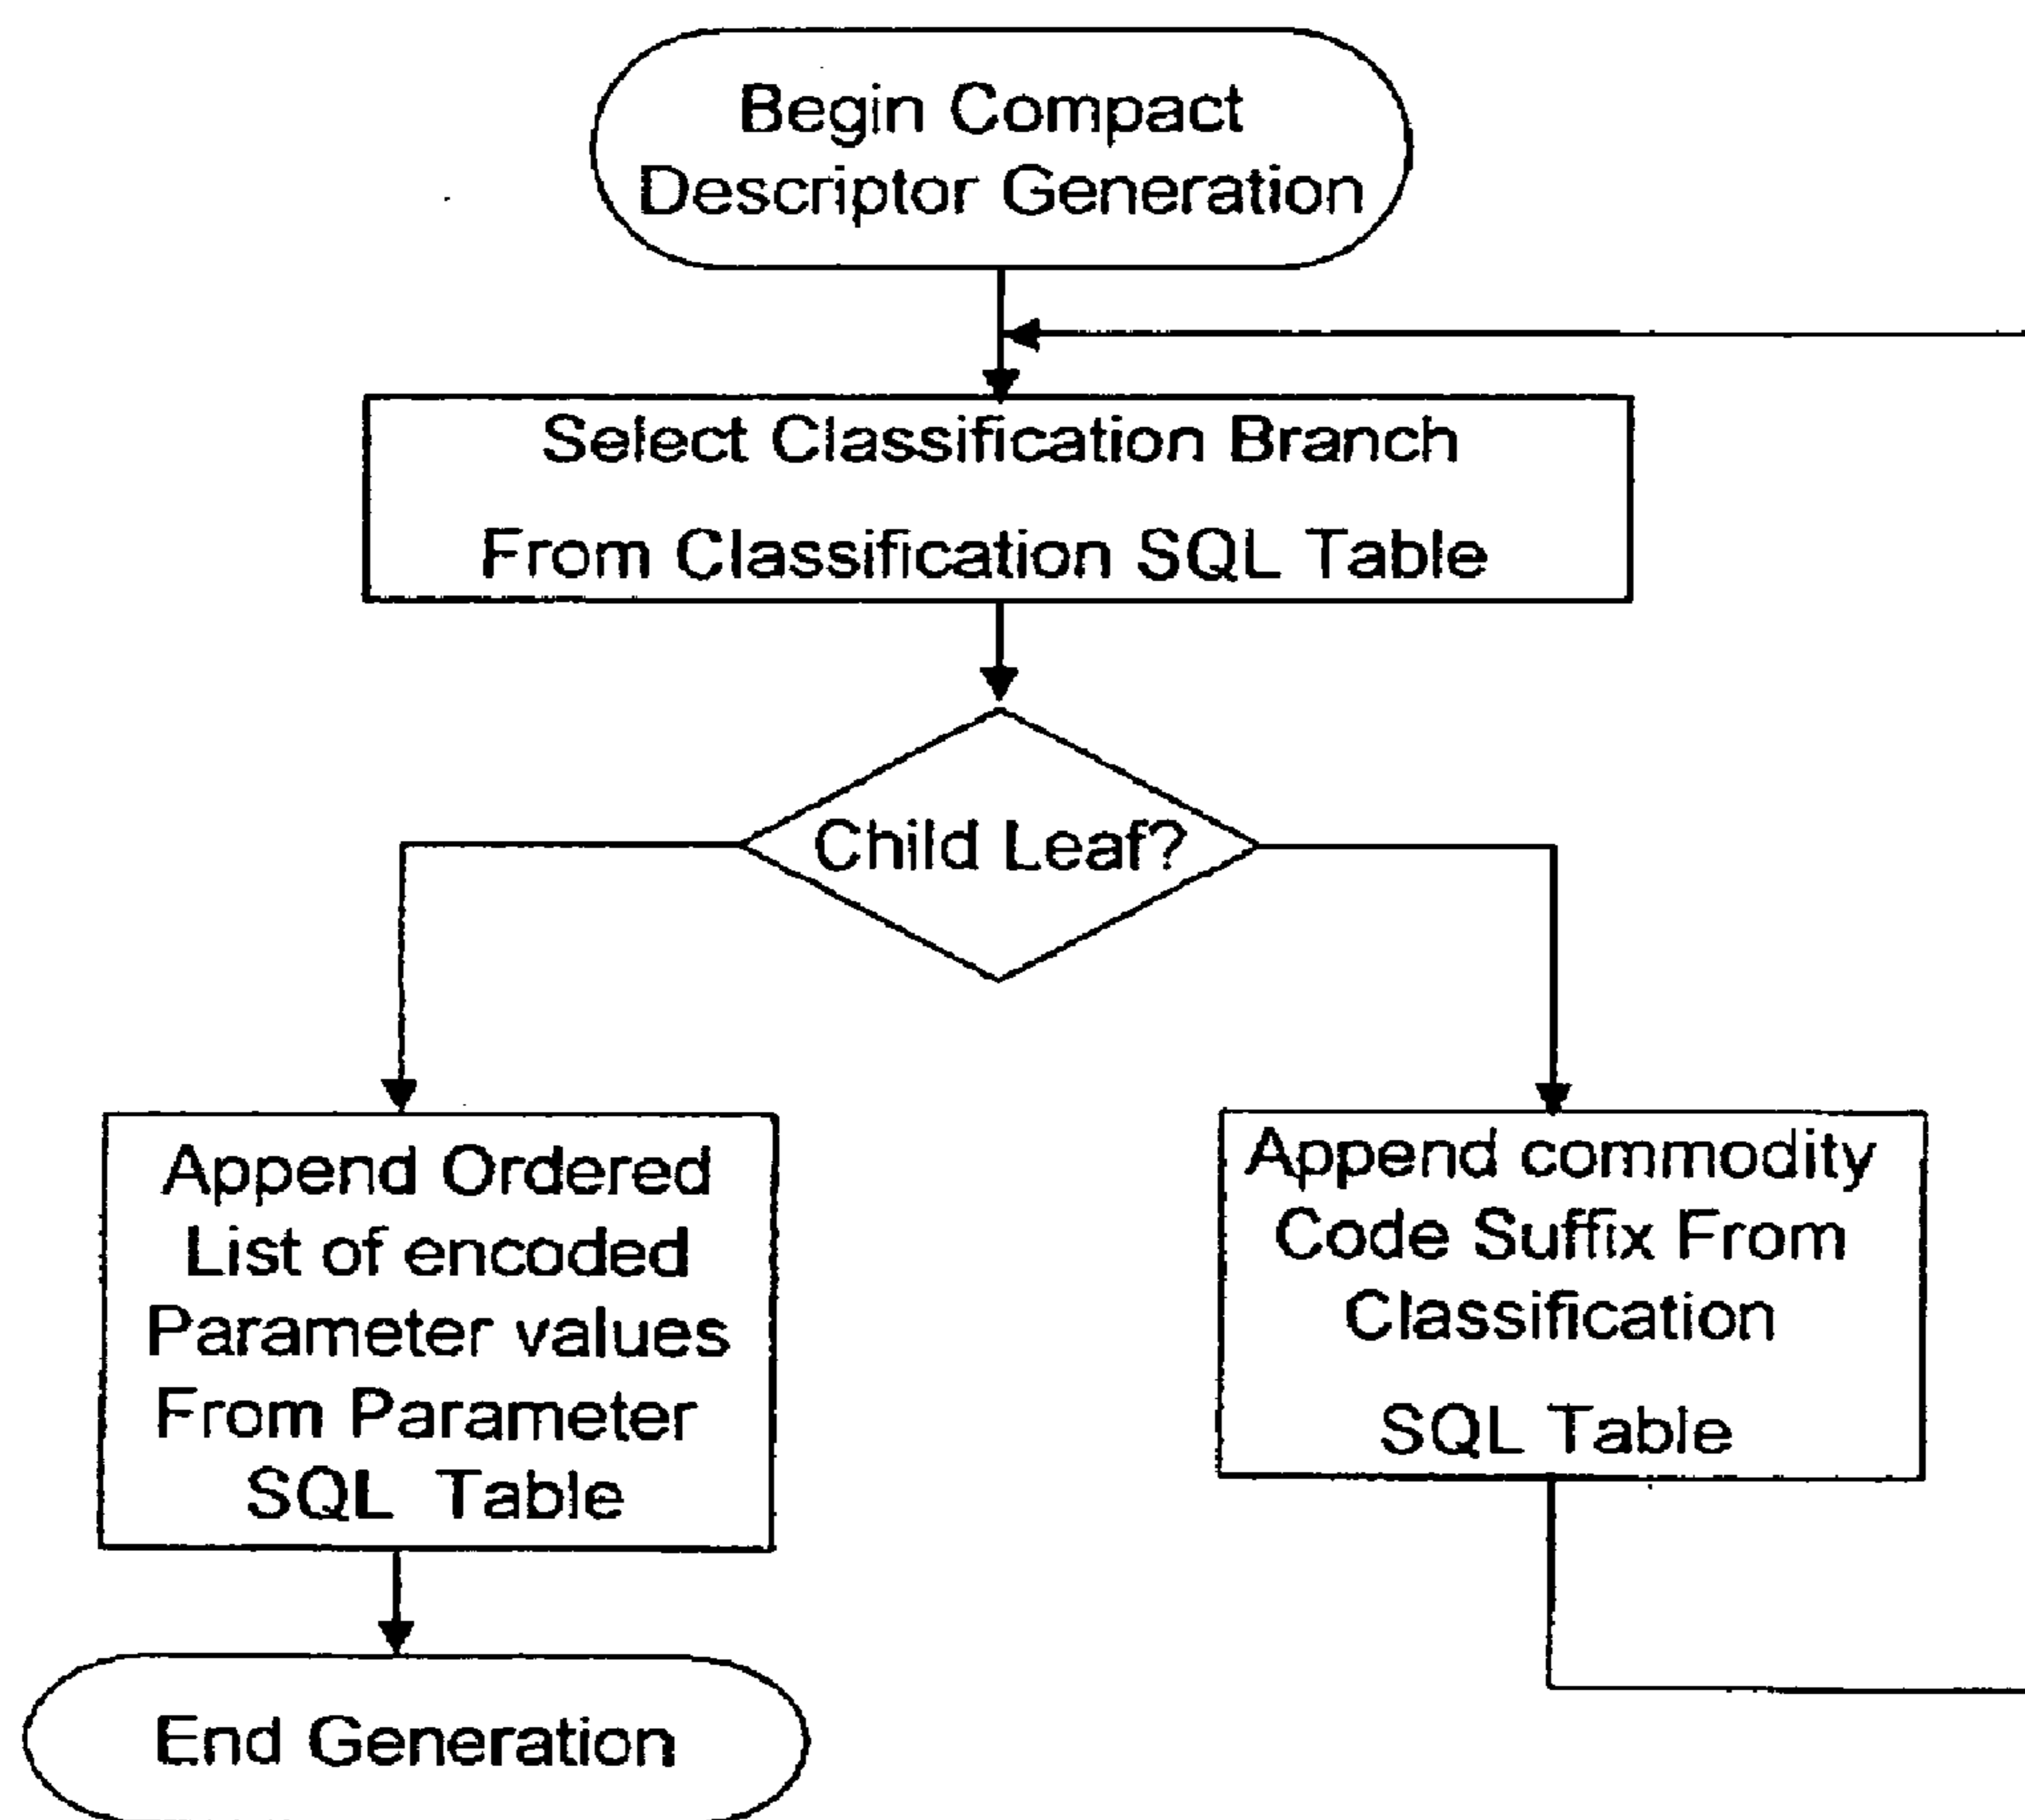 Begin Compact
Descriptor Generation
Select Classification Branch
From Classification SQL Table
Child Leaf?
Append Ordered
List of encoded
Parameter values
From Parameter
SQL Table
Append commodity
Code Suffix From
Classification
SQL Table
End Generation